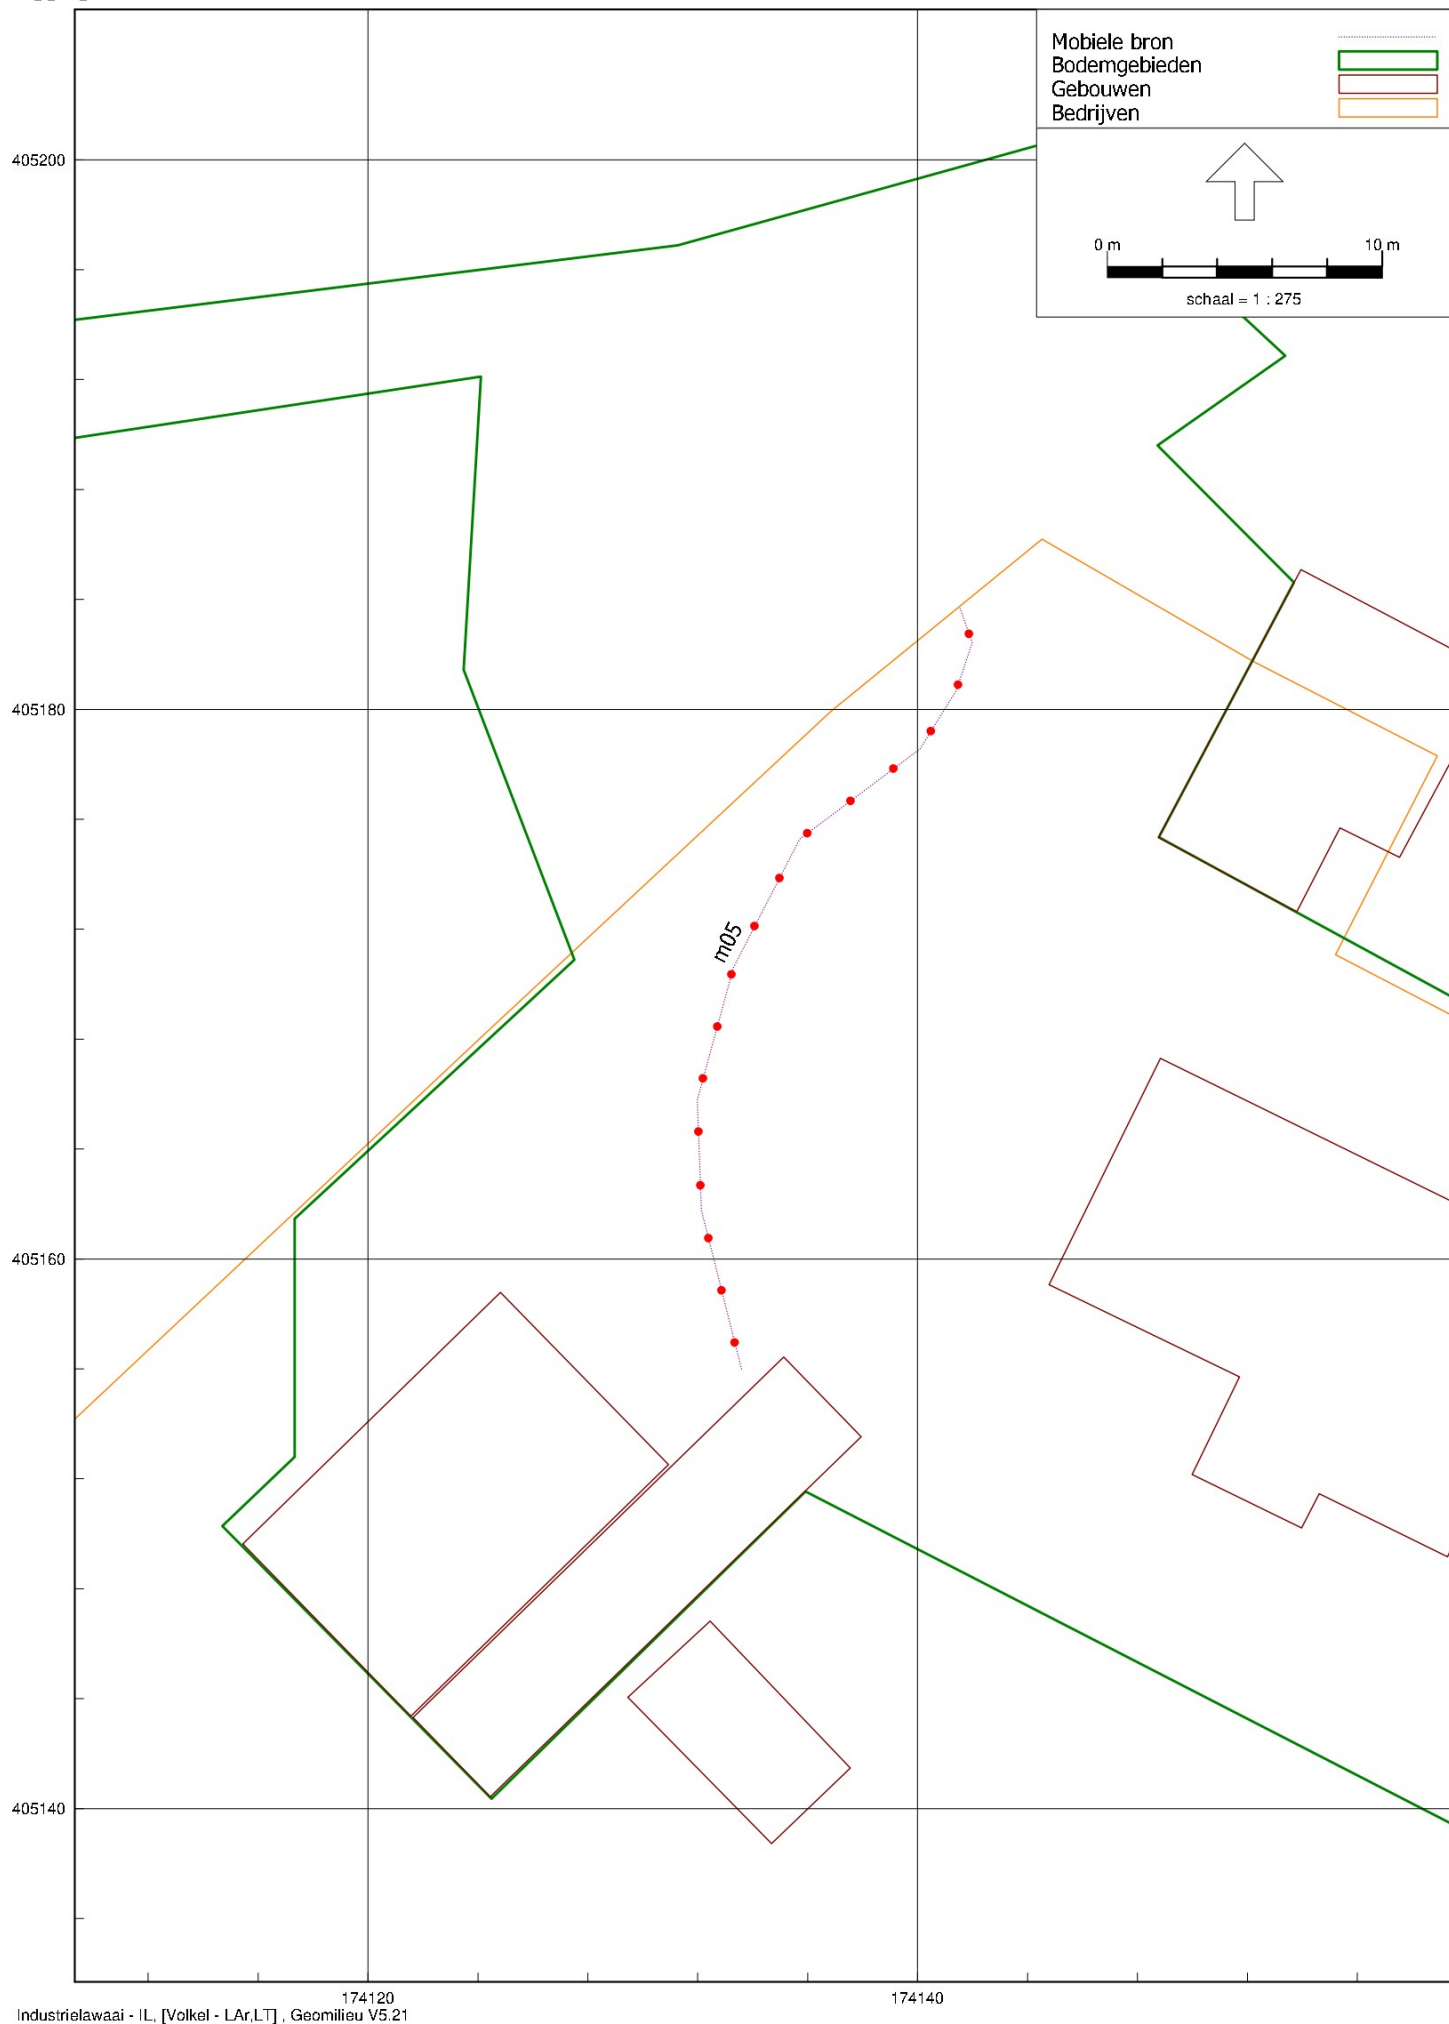 Mobiele bron
Bodemgebieden
Gebouwen
Bedrijven
0 m 10 m
schaal = 1 : 275
405200
405180
m05
405160
405140
174120 174140
Industrielawaai - IL, [Volkel - LAr,LT] , Geomilieu V5.21